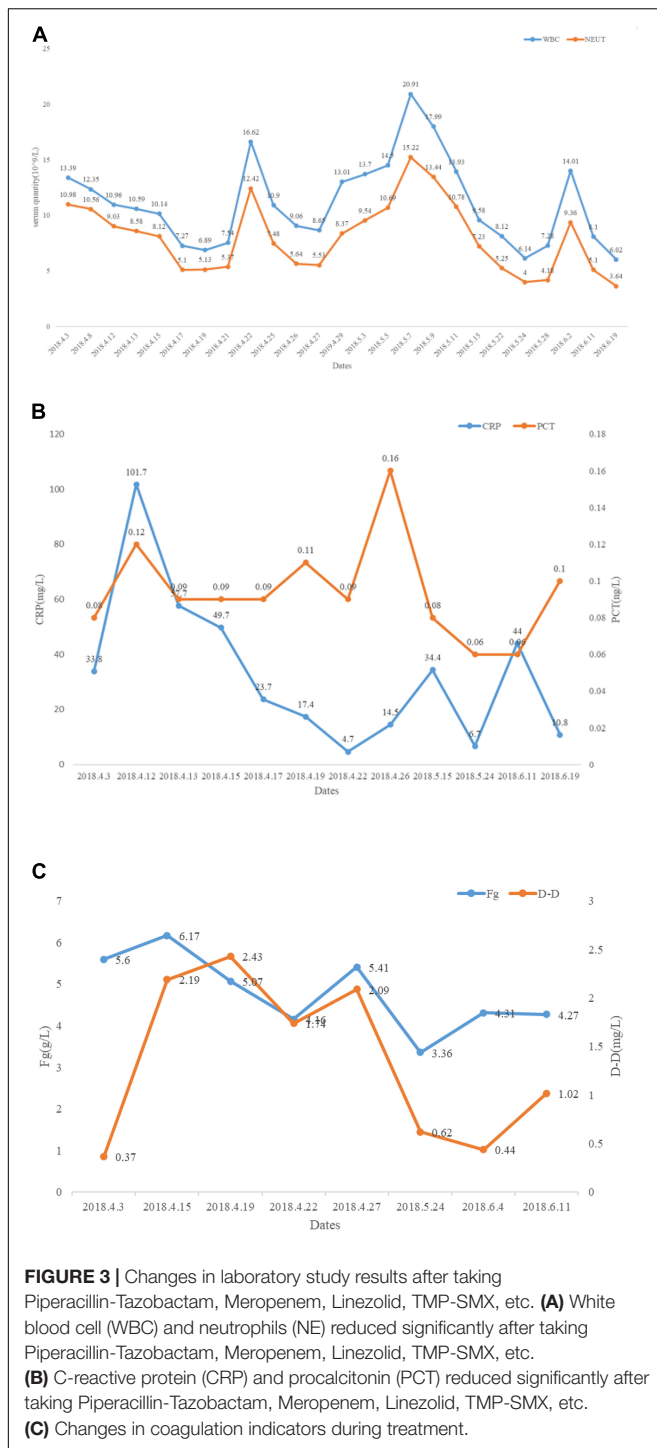 A
WBC NEUT
25
20
15
10
5
0
serum quantity(10^9/L)
13.39 12.35 10.96 10.59 10.14 7.27 6.89 7.54 16.62 10.9 9.06 8.65 13.01 13.7 14.5 20.91 17.99 13.93 9.58 8.12 6.14 7.28 14.01 8.1 6.02
10.98 10.56 9.03 8.58 8.12 5.1 5.13 5.37 12.42 7.48 5.64 5.53 8.37 9.54 10.69 15.22 13.44 10.78 7.23 5.25 4 4.18 9.36 5.1 3.64
2018.4.3 2018.4.8 2018.4.12 2018.4.13 2018.4.15 2018.4.17 2018.4.19 2018.4.21 2018.4.22 2018.4.25 2018.4.26 2018.4.27 2019.4.29 2018.5.3 2018.5.5 2018.5.7 2018.5.9 2018.5.11 2018.5.15 2018.5.22 2018.5.24 2018.5.28 2018.6.2 2018.6.11 2018.6.19
Dates
B
CRP PCT
120 0.18
100 0.16
80 0.14
60 0.12
40 0.1
20 0.08
0 0.06
0.04
0.02
0
CRP(mg/L)
PCT(ng/L)
33.8 101.7 57.7 49.7 23.7 17.4 4.7 14.5 34.4 6.7 44 10.8
0.08 0.12 0.09 0.09 0.09 0.11 0.09 0.16 0.08 0.06 0.06 0.1
2018.4.3 2018.4.12 2018.4.13 2018.4.15 2018.4.17 2018.4.19 2018.4.22 2018.4.26 2018.5.15 2018.5.24 2018.6.11 2018.6.19
Dates
C
Fg D-D
7 3
6 2.5
5 2
4 1.5
3 1
2 0.5
1 0
0
Fg(g/L)
D-D(mg/L)
5.6 6.17 5.07 4.16 5.41 3.36 4.31 4.27
0.37 2.19 2.43 1.74 2.09 0.62 0.44 1.02
2018.4.3 2018.4.15 2018.4.19 2018.4.22 2018.4.27 2018.5.24 2018.6.4 2018.6.11
Dates
FIGURE 3 | Changes in laboratory study results after taking
Piperacillin-Tazobactam, Meropenem, Linezolid, TMP-SMX, etc. (A) White
blood cell (WBC) and neutrophils (NE) reduced significantly after taking
Piperacillin-Tazobactam, Meropenem, Linezolid, TMP-SMX, etc.
(B) C-reactive protein (CRP) and procalcitonin (PCT) reduced significantly after
taking Piperacillin-Tazobactam, Meropenem, Linezolid, TMP-SMX, etc.
(C) Changes in coagulation indicators during treatment.